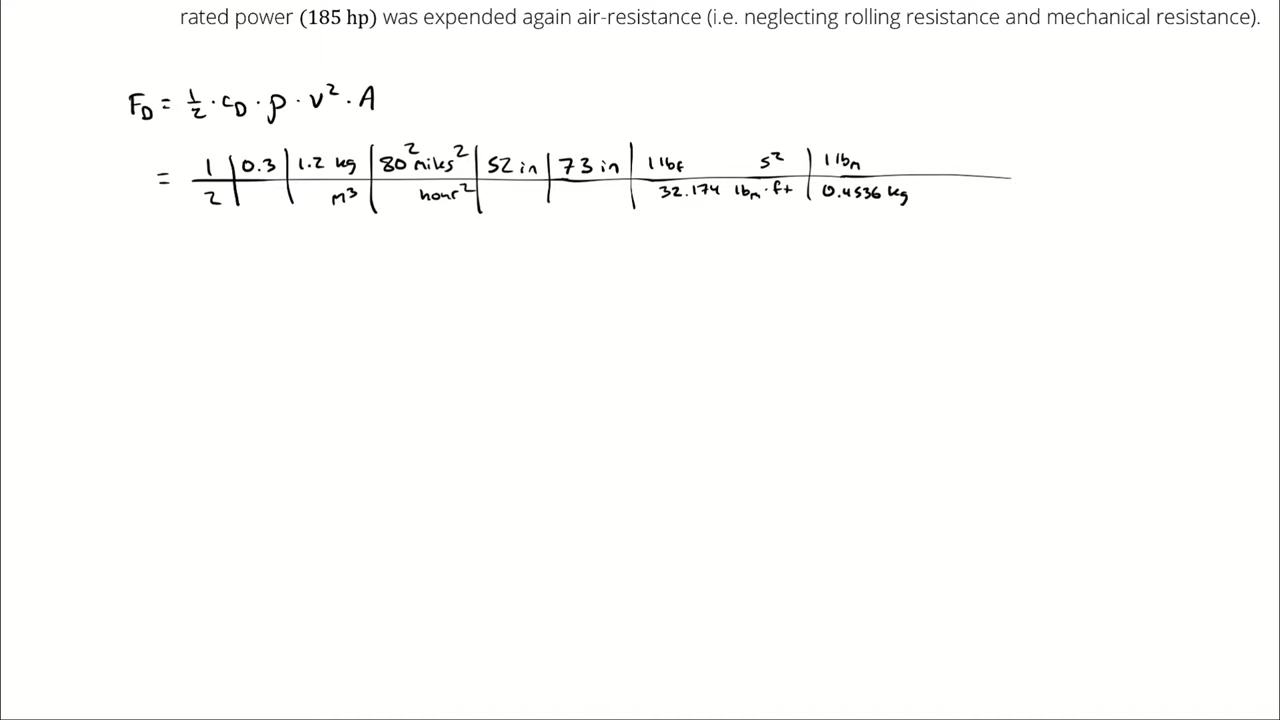 rated power (185 hp) was expended again air-resistance (i.e. neglecting rolling resistance and mechanical resistance).
F_D = 1/2 · C_D · ρ · v² · A
= 1/2 | 0.3 | 1.2 kg/m³ | 80² miles²/hour² | 52 in | 73 in | 1 lbf s²/32.174 lbm·ft | 1 lbm/0.4536 kg